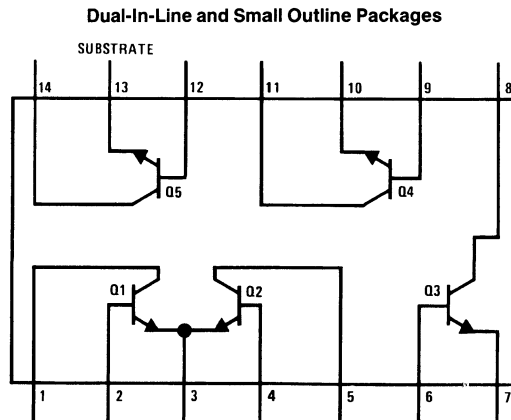 Dual-In-Line and Small Outline Packages
SUBSTRATE
14 13 12 11 10 9 8
Q5 Q4
Q1 Q2 Q3
1 2 3 4 5 6 7